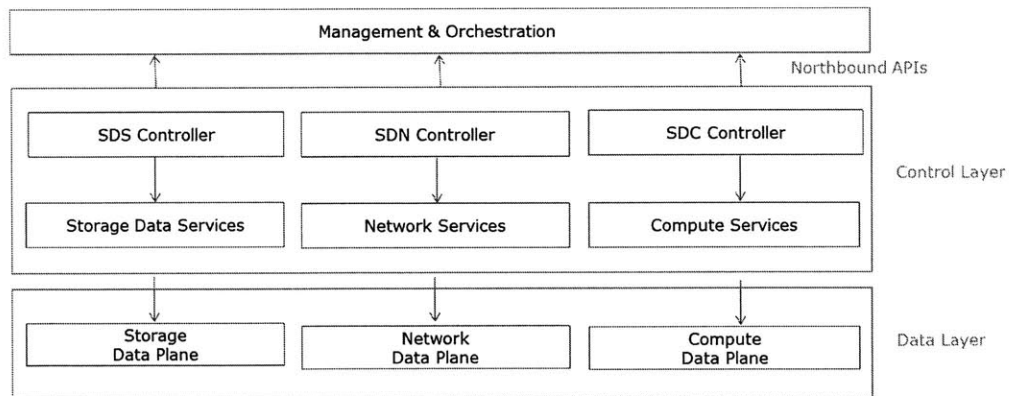 Management & Orchestration
Northbound APIs
SDS Controller
SDN Controller
SDC Controller
Control Layer
Storage Data Services
Network Services
Compute Services
Storage
Data Plane
Network
Data Plane
Compute
Data Plane
Data Layer